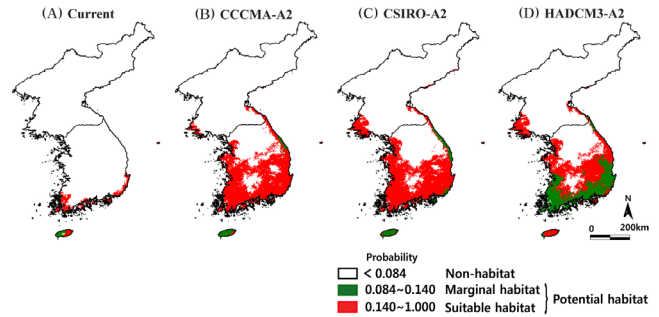 (A) Current
(B) CCCMA-A2
(C) CSIRO-A2
(D) HADCM3-A2
N
0 200km
Probability
< 0.084 Non-habitat
0.084~0.140 Marginal habitat
0.140~1.000 Suitable habitat
Potential habitat